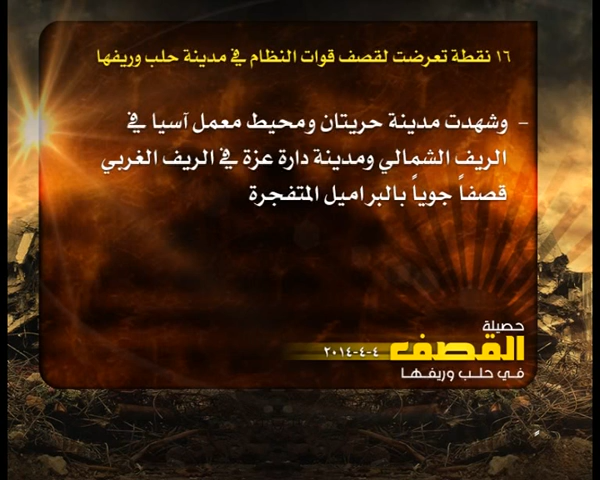 ١٦ نقطة تعرضت لقصف قوات النظام في مدينة حلب وريفها
- وشهدت مدينة حريتان ومحيط معمل آسيا في
الريف الشمالي ومدينة دارة عزة في الريف الغربي
قصفاً جوياً بالبراميل المتفجرة
حصيلة
القصف ٤-٤-٢٠١٤
في حلب وريفها